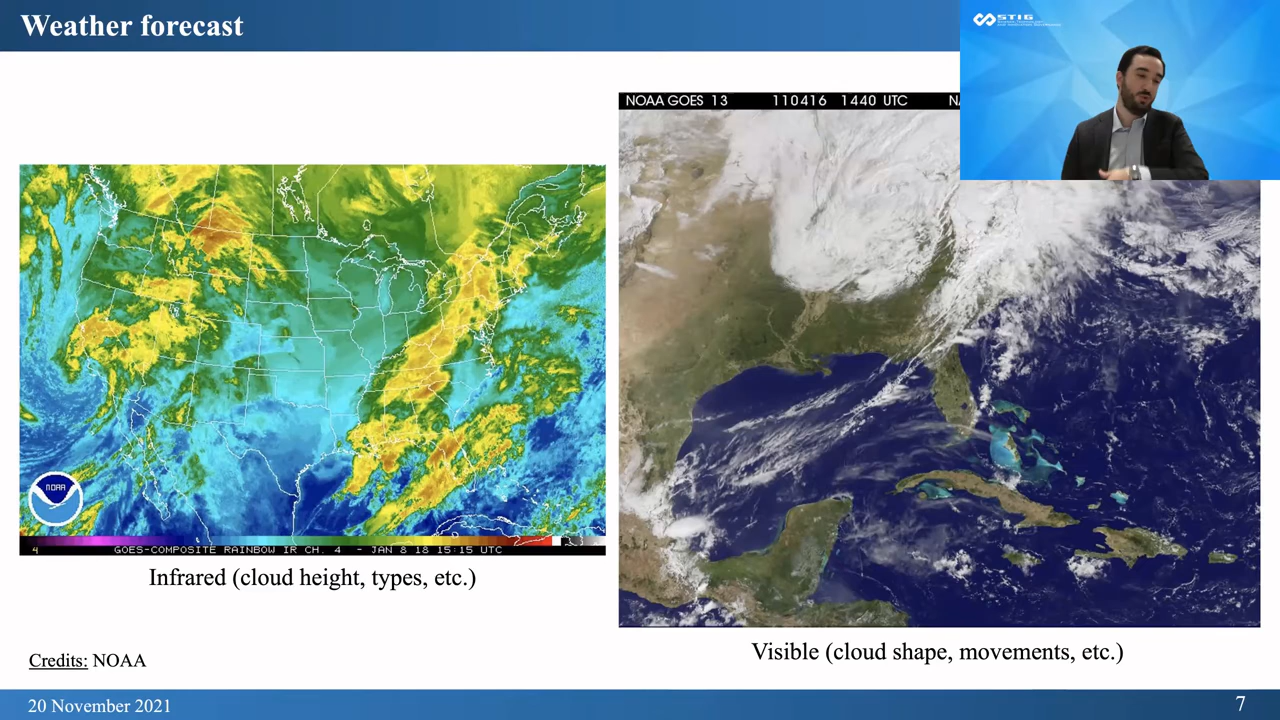 Weather forecast
STIG
NOAA GOES 13 110416 1440 UTC
NOAA
4 GOES-COMPOSITE RAINBOW IR CH. 4 - JAN 8 18 15:15 UTC
Infrared (cloud height, types, etc.)
Visible (cloud shape, movements, etc.)
Credits: NOAA
20 November 2021
7